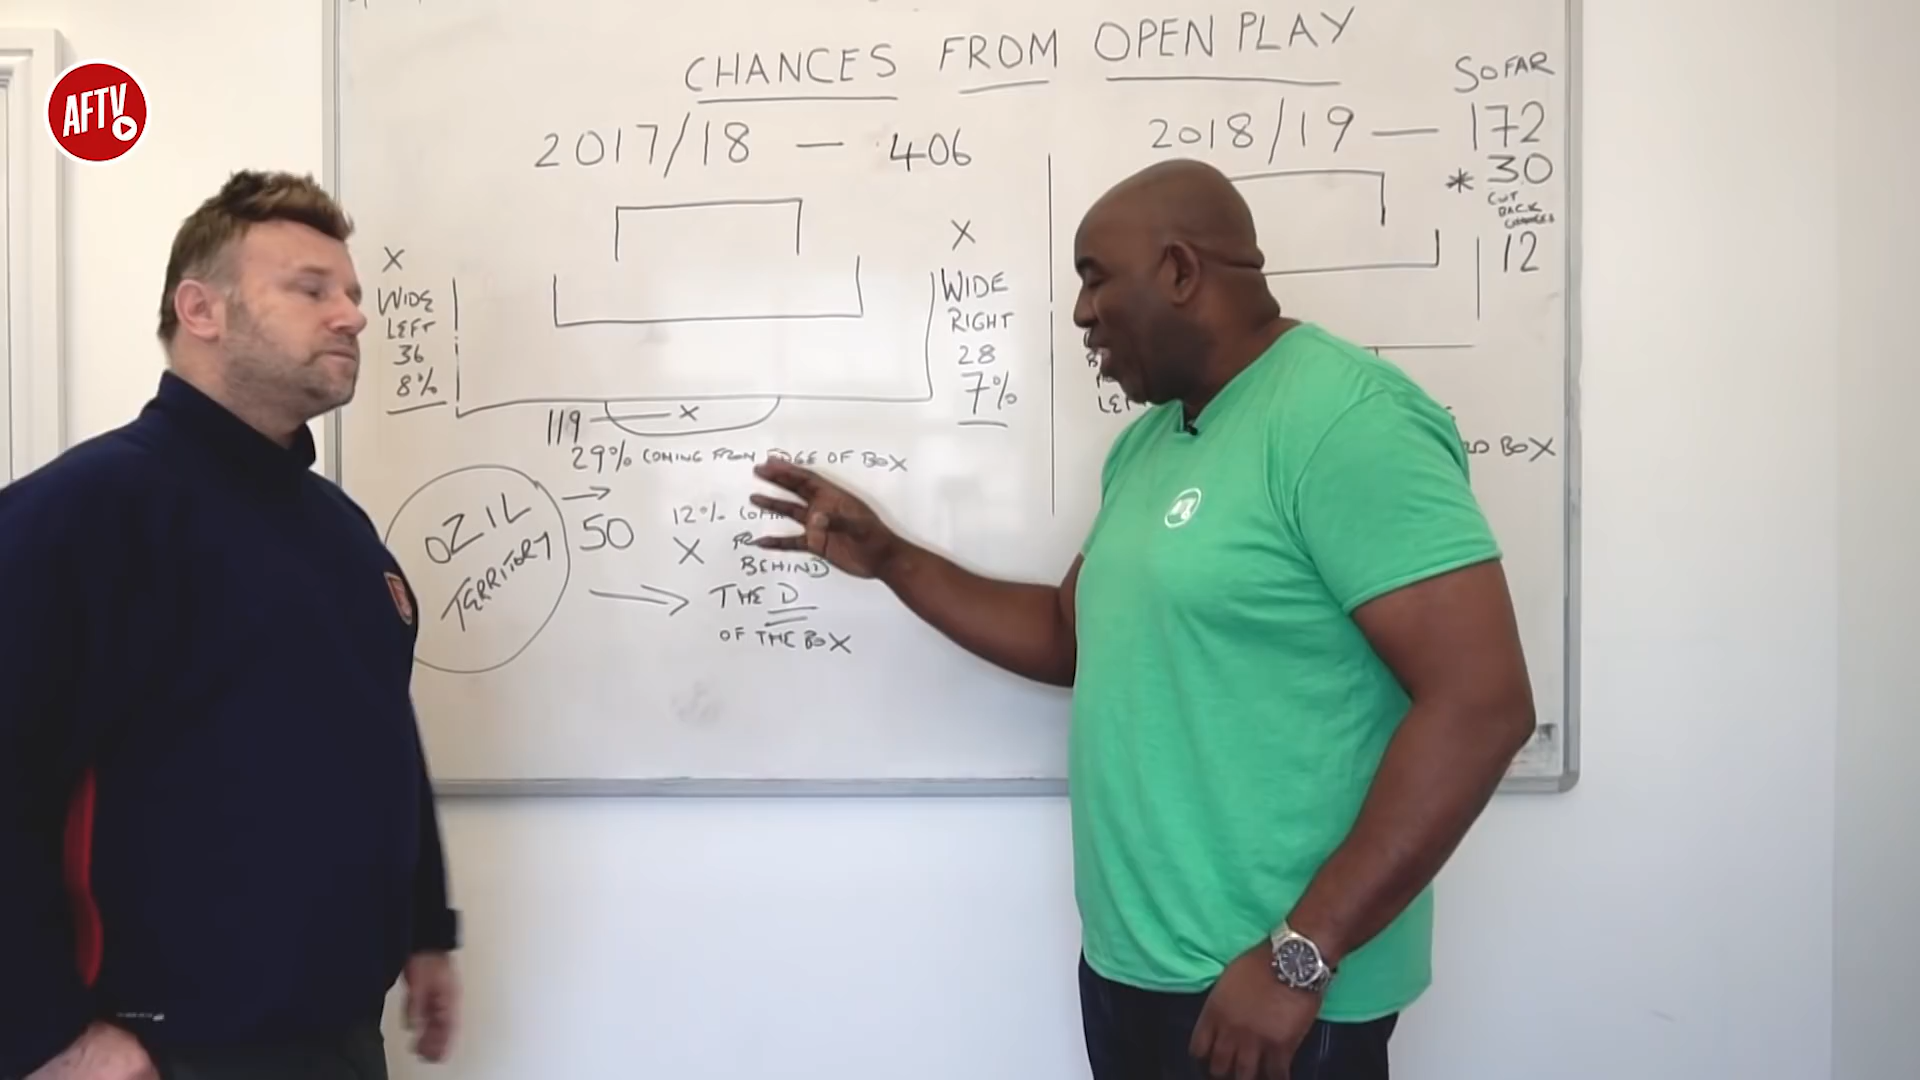 AFTV
CHANCES FROM OPEN PLAY
2017/18 — 406
2018/19 — 172
SO FAR
* 30
CUT
BACK
CHANCES
12
X
WIDE
LEFT
36
8%
X
WIDE
RIGHT
28
7%
119 X
29% COMING FROM EDGE OF BOX
OZIL
TERRITORY
50
12%
X
BEHIND
THE D
OF THE BOX
BOX